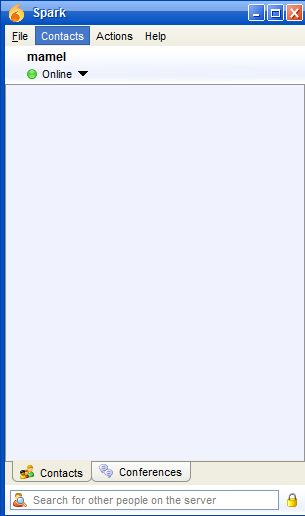 Spark
File Contacts Actions Help
mamel
Online
Contacts Conferences
Search for other people on the server